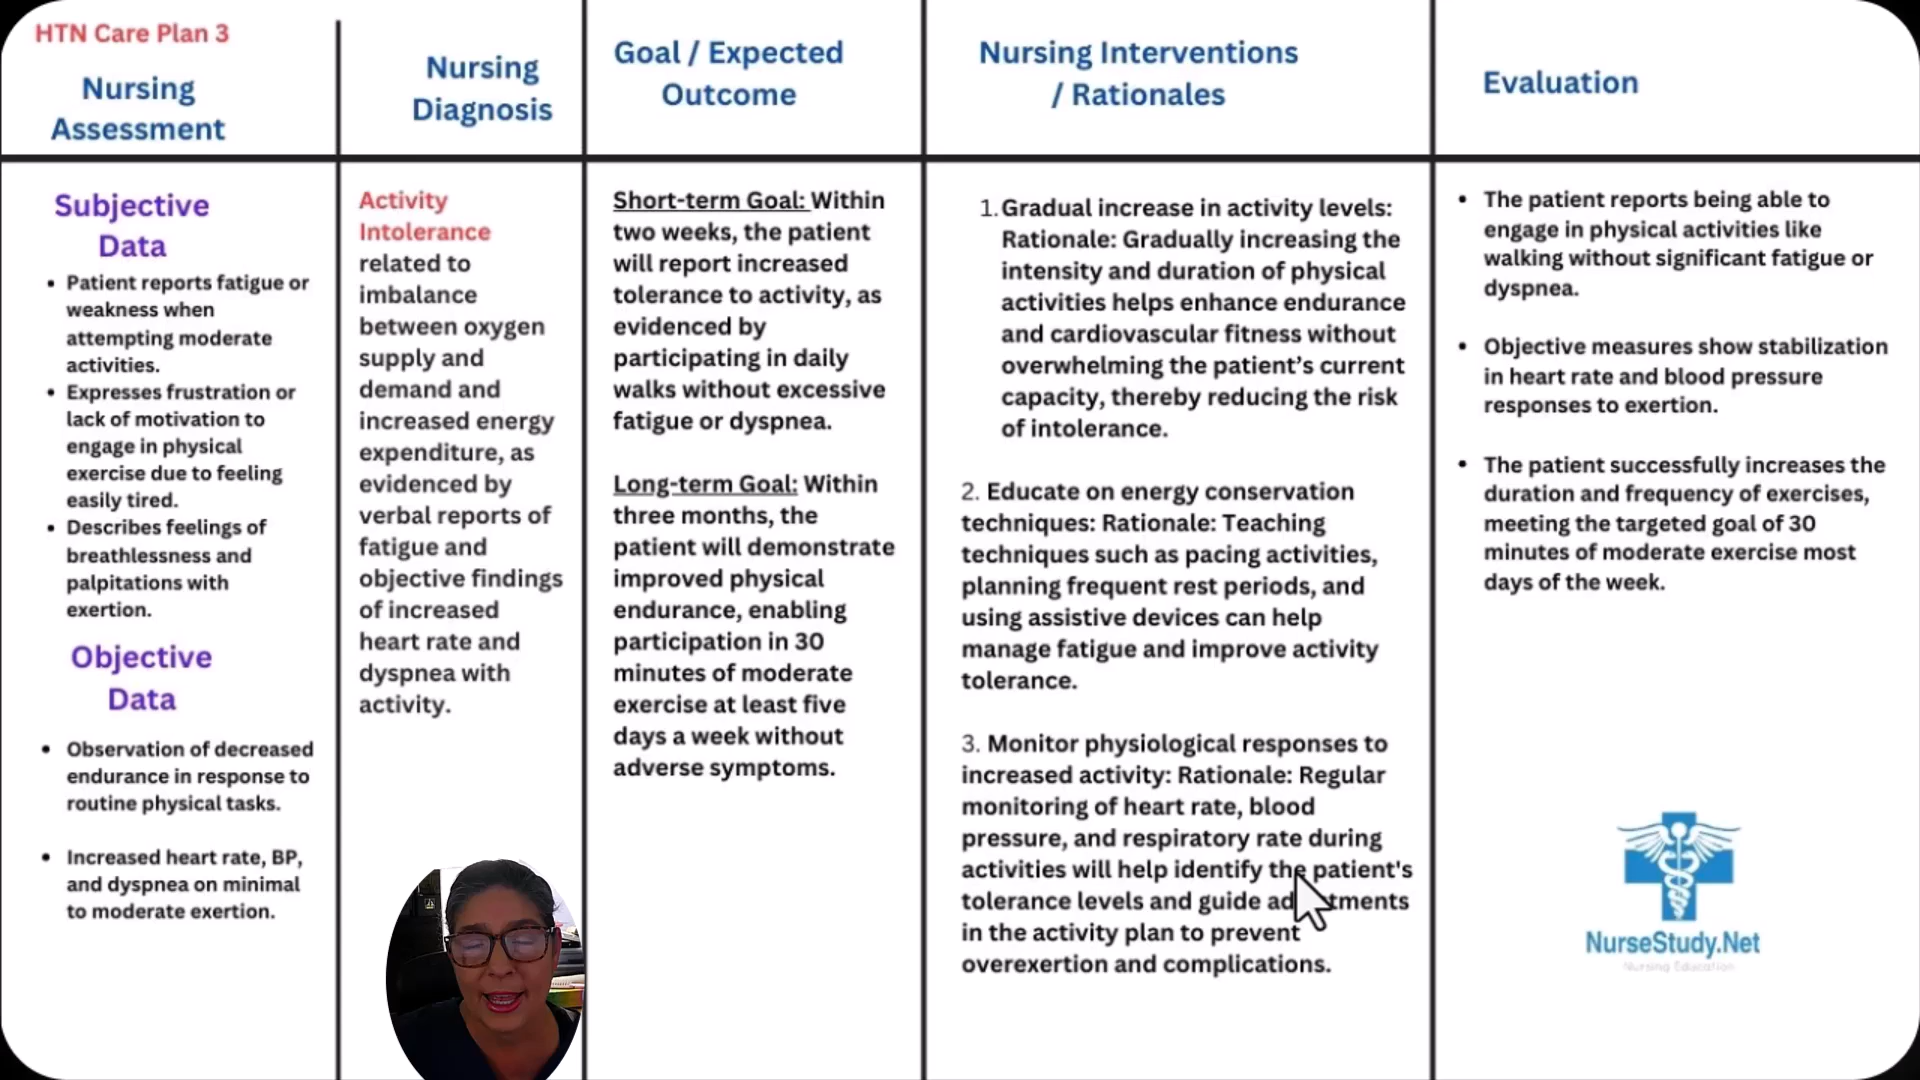 HTN Care Plan 3
Nursing
Assessment
Nursing
Diagnosis
Goal / Expected
Outcome
Nursing Interventions
/ Rationales
Evaluation
Subjective
Data
• Patient reports fatigue or
weakness when
attempting moderate
activities.
• Expresses frustration or
lack of motivation to
engage in physical
exercise due to feeling
easily tired.
• Describes feelings of
breathlessness and
palpitations with
exertion.
Objective
Data
• Observation of decreased
endurance in response to
routine physical tasks.
• Increased heart rate, BP,
and dyspnea on minimal
to moderate exertion.
Activity
Intolerance
related to
imbalance
between oxygen
supply and
demand and
increased energy
expenditure, as
evidenced by
verbal reports of
fatigue and
objective findings
of increased
heart rate and
dyspnea with
activity.
Short-term Goal: Within
two weeks, the patient
will report increased
tolerance to activity, as
evidenced by
participating in daily
walks without excessive
fatigue or dyspnea.
Long-term Goal: Within
three months, the
patient will demonstrate
improved physical
endurance, enabling
participation in 30
minutes of moderate
exercise at least five
days a week without
adverse symptoms.
1. Gradual increase in activity levels:
Rationale: Gradually increasing the
intensity and duration of physical
activities helps enhance endurance
and cardiovascular fitness without
overwhelming the patient’s current
capacity, thereby reducing the risk
of intolerance.
2. Educate on energy conservation
techniques: Rationale: Teaching
techniques such as pacing activities,
planning frequent rest periods, and
using assistive devices can help
manage fatigue and improve activity
tolerance.
3. Monitor physiological responses to
increased activity: Rationale: Regular
monitoring of heart rate, blood
pressure, and respiratory rate during
activities will help identify the patient's
tolerance levels and guide
in the activity plan to prevent
overexertion and complications.
• The patient reports being able to
engage in physical activities like
walking without significant fatigue or
dyspnea.
• Objective measures show stabilization
in heart rate and blood pressure
responses to exertion.
• The patient successfully increases the
duration and frequency of exercises,
meeting the targeted goal of 30
minutes of moderate exercise most
days of the week.
NurseStudy.Net
Nursing Education